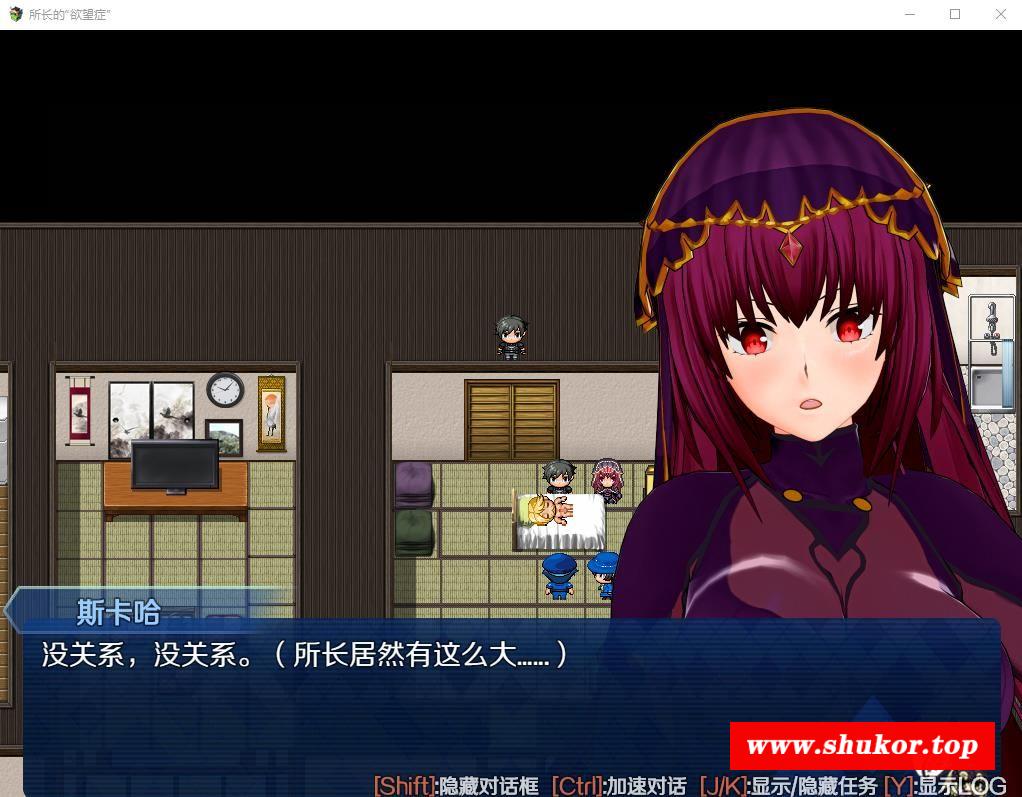 所长的“欲望症”
斯卡哈
没关系，没关系。（所长居然有这么大……）
www.shukor.top
[Shift]:隐藏对话框 [Ctrl]:加速对话 [J/K]:显示/隐藏任务 [Y]:显示LOG